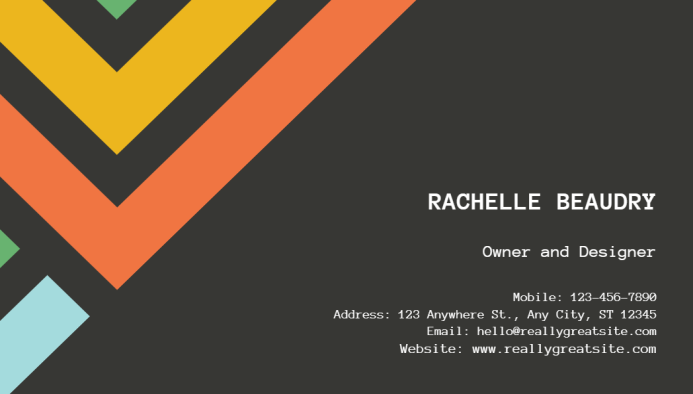 RACHELLE BEAUDRY
Owner and Designer
Mobile: 123-456-7890
Address: 123 Anywhere St., Any City, ST 12345
Email: hello@reallygreatsite.com
Website: www.reallygreatsite.com